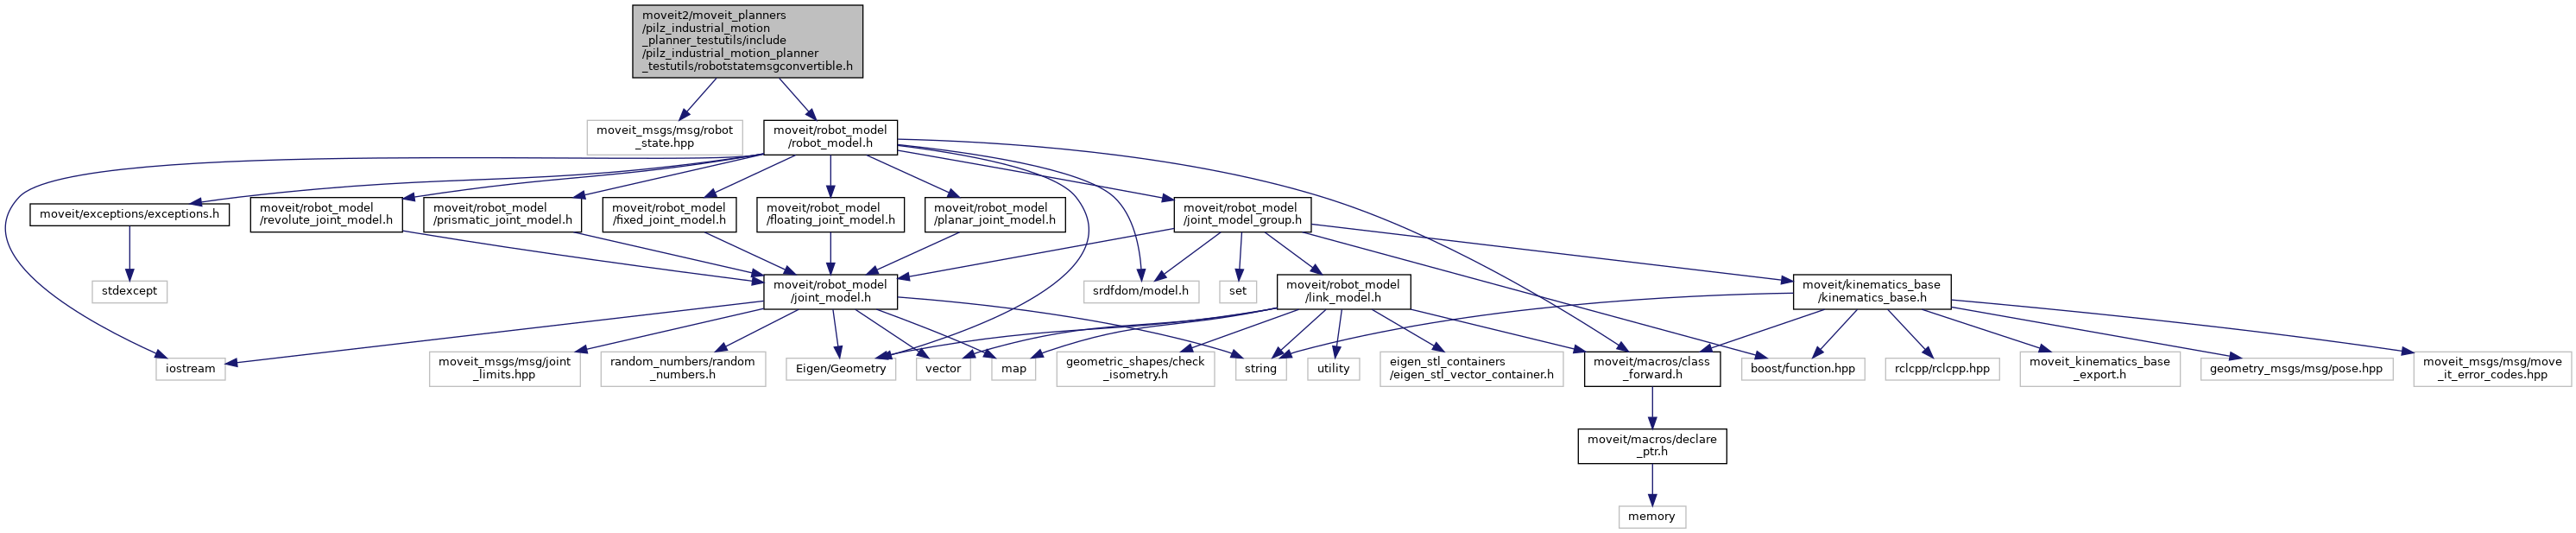 moveit2/moveit_planners
/pilz_industrial_motion
_planner_testutils/include
/pilz_industrial_motion_planner
_testutils/robotstatemsgconvertible.h
moveit_msgs/msg/robot
_state.hpp
moveit/robot_model
/robot_model.h
moveit/exceptions/exceptions.h
moveit/robot_model
/revolute_joint_model.h
moveit/robot_model
/prismatic_joint_model.h
moveit/robot_model
/fixed_joint_model.h
moveit/robot_model
/floating_joint_model.h
moveit/robot_model
/planar_joint_model.h
moveit/robot_model
/joint_model_group.h
stdexcept
moveit/robot_model
/joint_model.h
srdfdom/model.h
set
moveit/robot_model
/link_model.h
moveit/kinematics_base
/kinematics_base.h
iostream
moveit_msgs/msg/joint
_limits.hpp
random_numbers/random
_numbers.h
Eigen/Geometry
vector
map
geometric_shapes/check
_isometry.h
string
utility
eigen_stl_containers
/eigen_stl_vector_container.h
moveit/macros/class
_forward.h
boost/function.hpp
rclcpp/rclcpp.hpp
moveit_kinematics_base
_export.h
geometry_msgs/msg/pose.hpp
moveit_msgs/msg/move
_it_error_codes.hpp
moveit/macros/declare
_ptr.h
memory